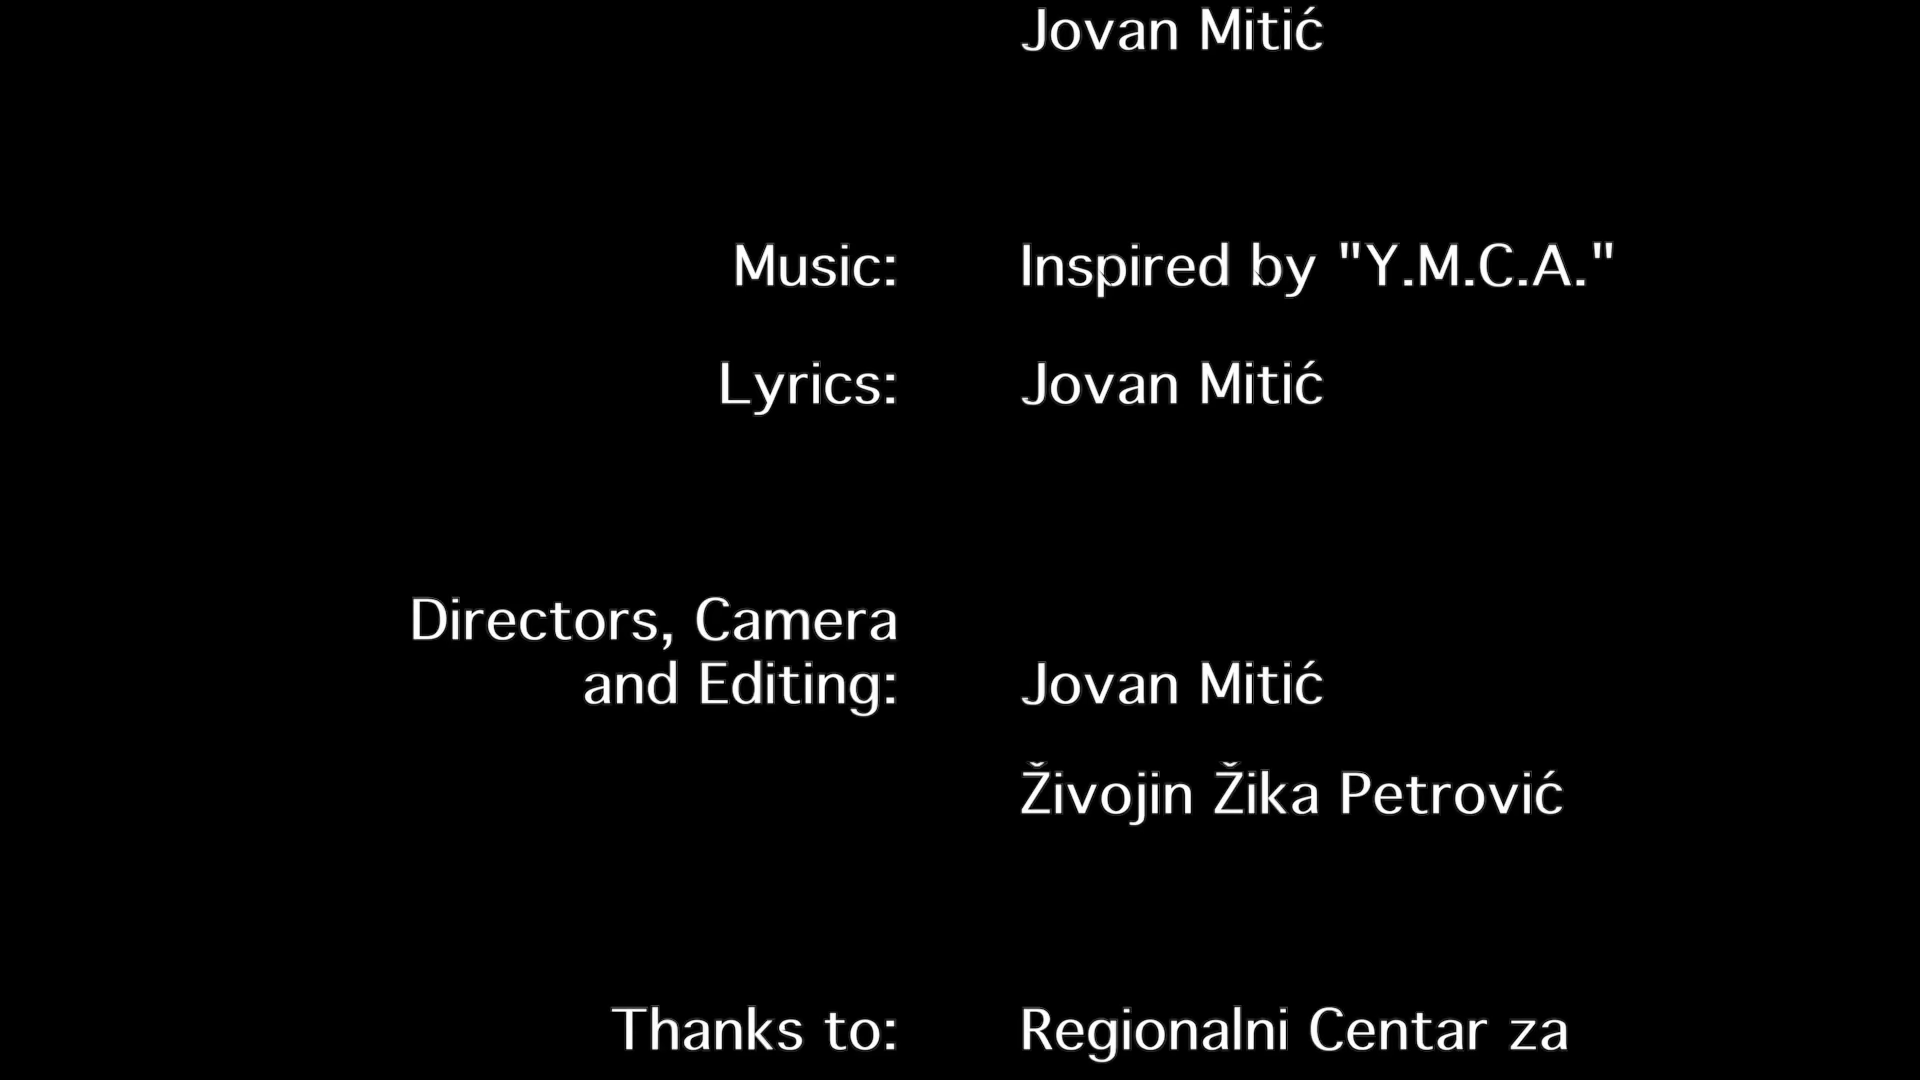 Jovan Mitić
Music: Inspired by "Y.M.C.A."
Lyrics: Jovan Mitić
Directors, Camera
and Editing: Jovan Mitić
Živojin Žika Petrović
Thanks to: Regionalni Centar za